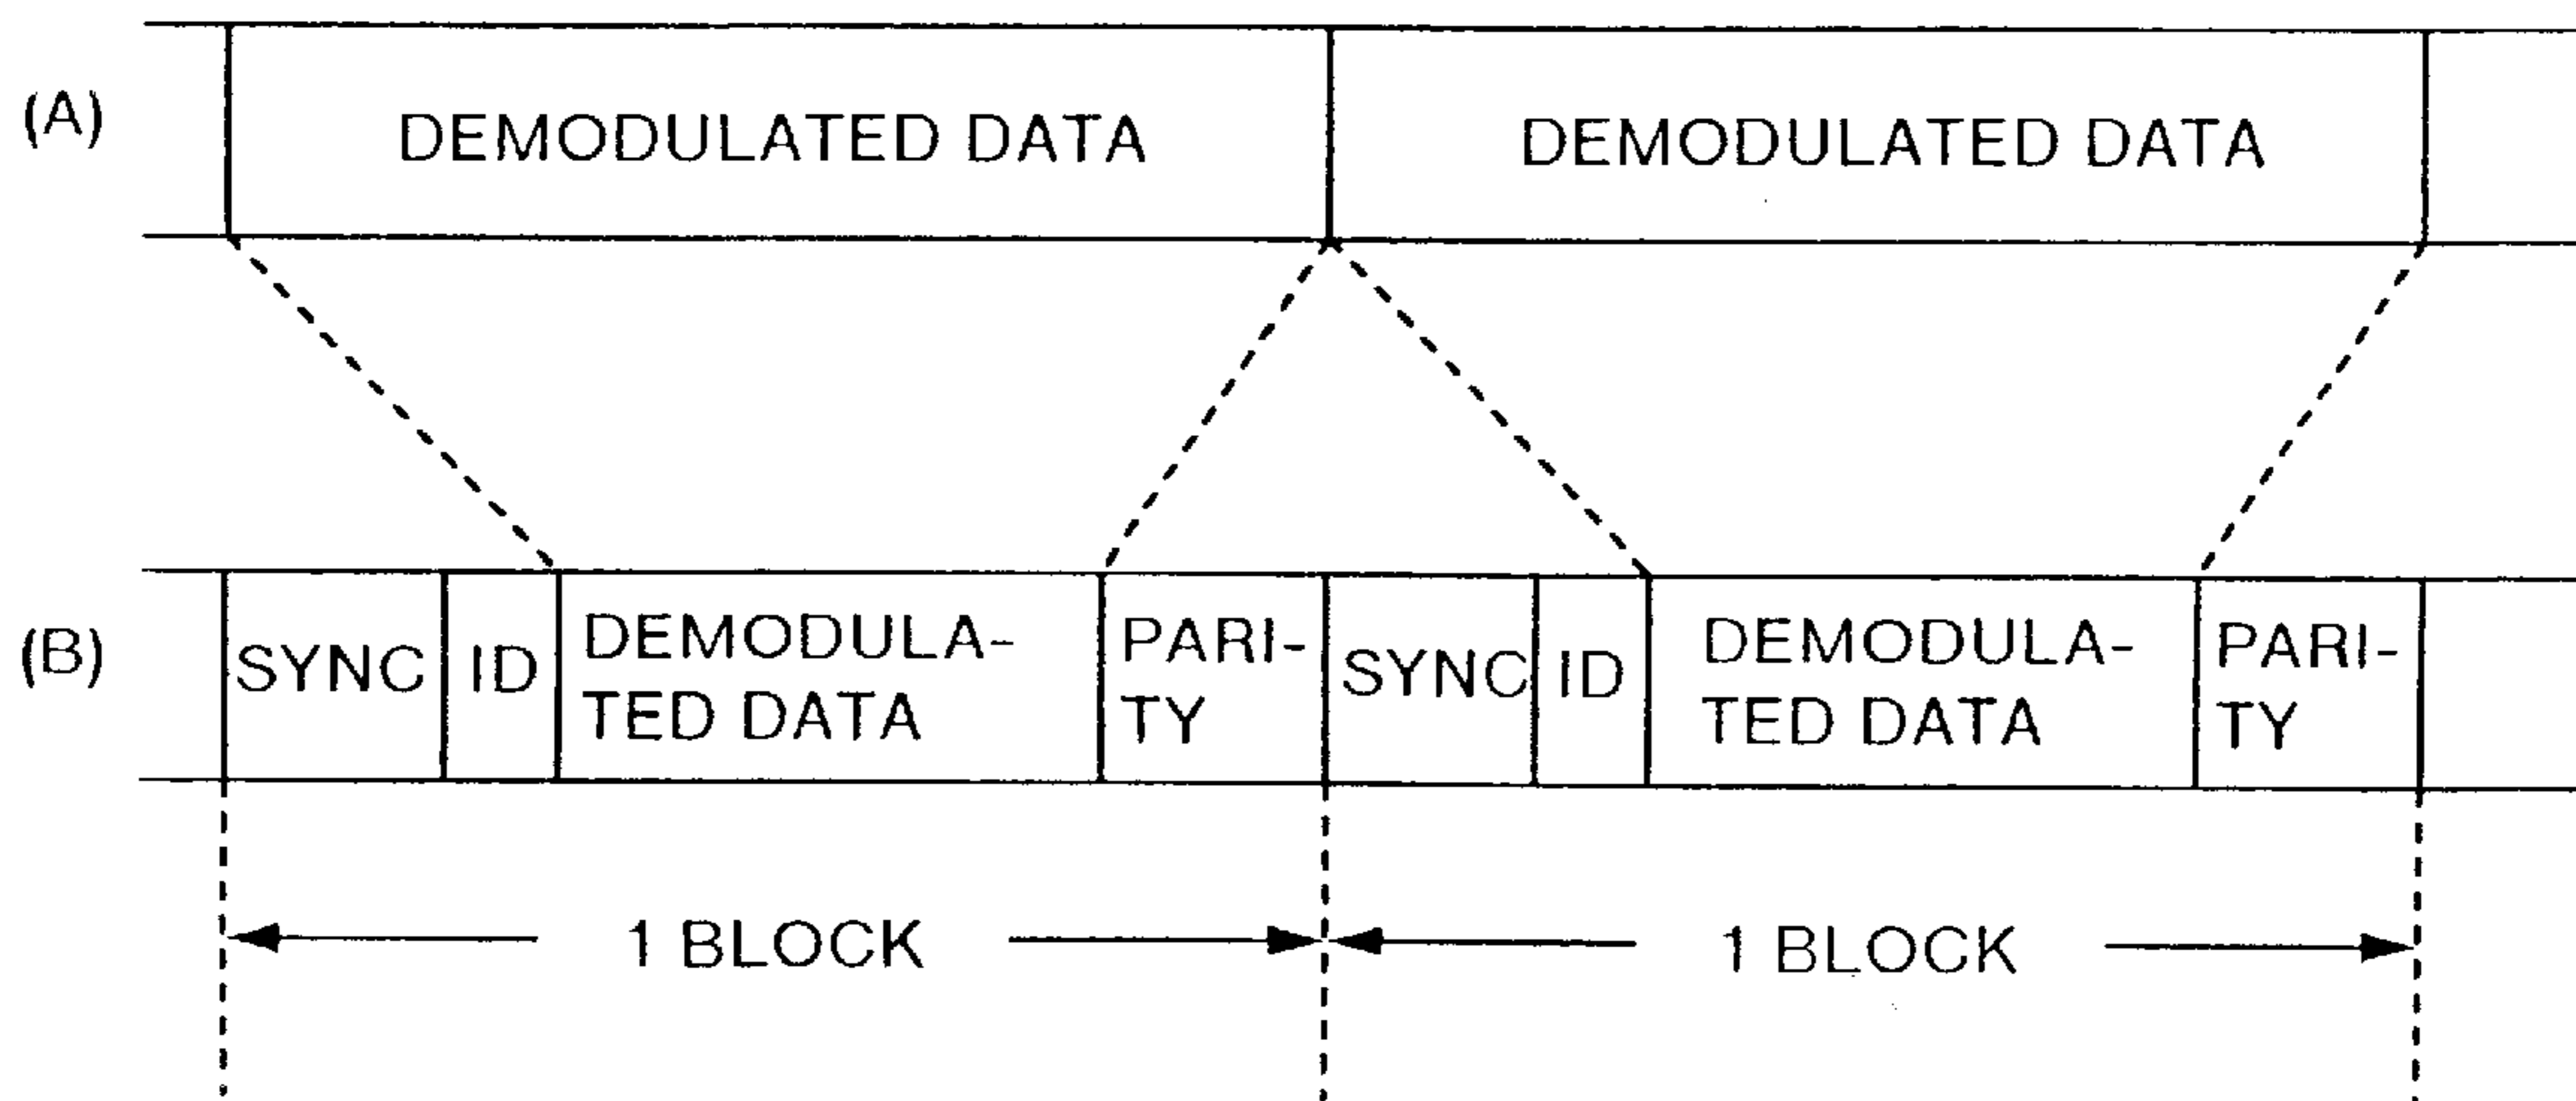 (A)
DEMODULATED DATA
DEMODULATED DATA
(B)
SYNC
ID
DEMODULA-
TED DATA
PARI-
TY
SYNC
ID
DEMODULA-
TED DATA
PARI-
TY
1 BLOCK
1 BLOCK